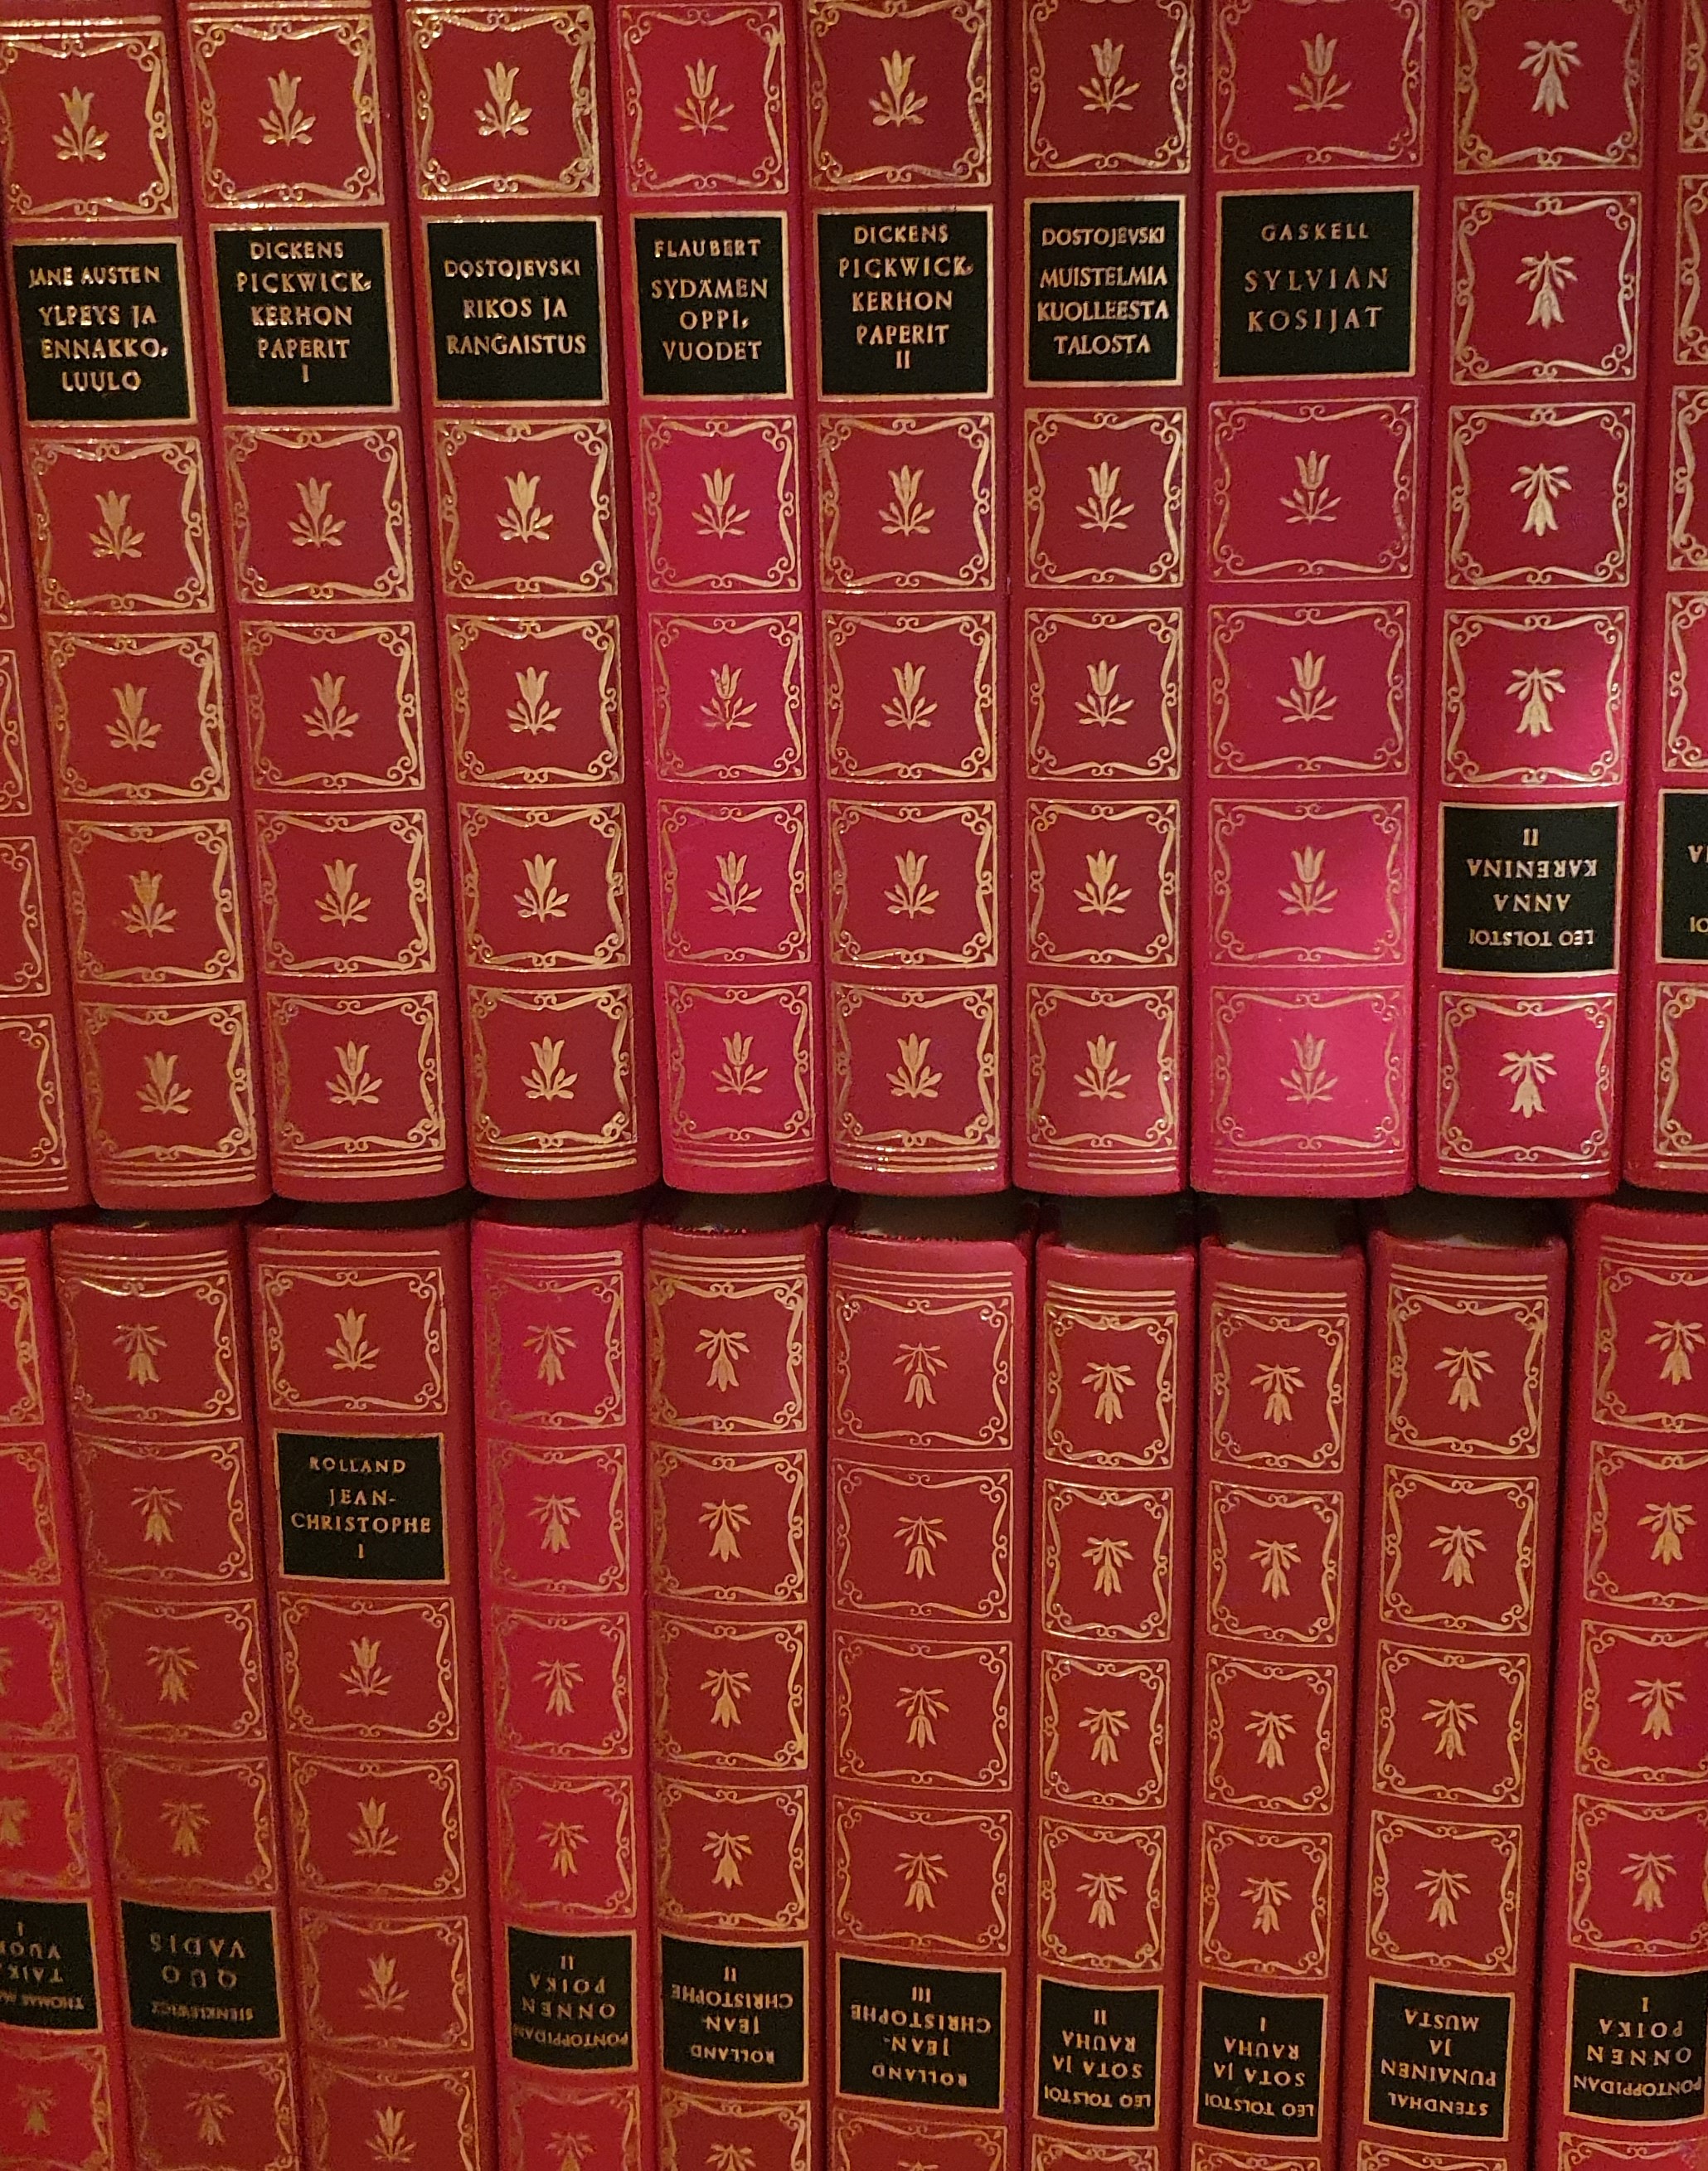 JANE AUSTEN
YLPEYS JA
ENNAKKO-
LUULO
DICKENS
PICKWICK-
KERHON
PAPERIT
I
DOSTOJEVSKI
RIKOS JA
RANGAISTUS
FLAUBERT
SYDÄMEN
OPPI-
VUODET
DICKENS
PICKWICK-
KERHON
PAPERIT
II
DOSTOJEVSKI
MUISTELMIA
KUOLLEESTA
TALOSTA
GASKELL
SYLVIAN
KOSIJAT
LEO TOLSTOI
ANNA
KARENINA
II
THOMAS
TAIKA
VUOR
I
SIENKIEWICZ
QUO
VADIS
ROLLAND
JEAN-
CHRISTOPHE
I
PONTOPPIDAN
ONNEN
POIKA
II
ROLLAND
JEAN-
CHRISTOPHE
II
ROLLAND
JEAN-
CHRISTOPHE
III
LEO TOLSTOI
SOTA JA
RAUHA
II
LEO TOLSTOI
SOTA JA
RAUHA
I
STENDHAL
PUNAINEN
JA
MUSTA
PONTOPPIDAN
ONNEN
POIKA
I